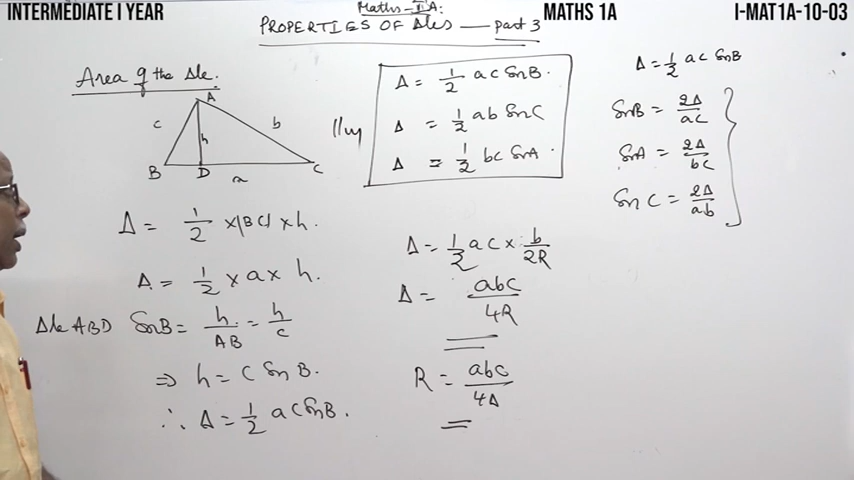 INTERMEDIATE I YEAR
MATHS 1A
I-MAT1A-10-03
Maths-IA:
PROPERTIES OF Δles — part 3
Area of the Δle.
A
c
b
h
B
D
C
a
Δ = 1/2 × |BC| × h.
Δ = 1/2 × a × h.
Δle ABD SinB = h/AB = h/c
⇒ h = c Sin B.
∴ Δ = 1/2 a c SinB.
|||ly
Δ = 1/2 ac SinB.
Δ = 1/2 ab SinC
Δ = 1/2 bc SinA.
Δ = 1/2 ac × b/2R
Δ = abc/4R
R = abc/4Δ
Δ = 1/2 ac SinB
SinB = 2Δ/ac
SinA = 2Δ/bc
Sin C = 2Δ/ab